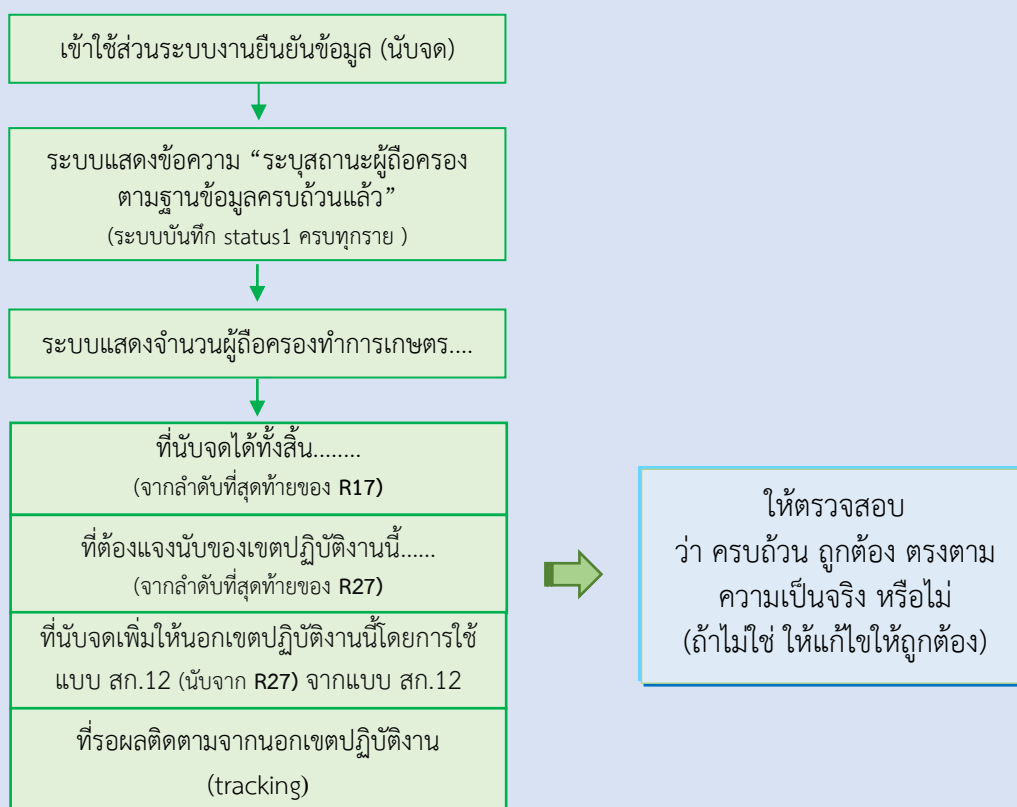 เข้าใช้ส่วนระบบงานยืนยันข้อมูล (นับจด)
ระบบแสดงข้อความ “ระบุสถานะผู้ถือครอง
ตามฐานข้อมูลครบถ้วนแล้ว”
(ระบบบันทึก status1 ครบทุกราย )
ระบบแสดงจำนวนผู้ถือครองทำการเกษตร....
ที่นับจดได้ทั้งสิ้น........
(จากลำดับที่สุดท้ายของ R17)
ที่ต้องแจงนับของเขตปฏิบัติงานนี้......
(จากลำดับที่สุดท้ายของ R27)
ที่นับจดเพิ่มให้นอกเขตปฏิบัติงานนี้โดยการใช้
แบบ สก.12 (นับจาก R27) จากแบบ สก.12
ที่รอผลติดตามจากนอกเขตปฏิบัติงาน
(tracking)
ให้ตรวจสอบ
ว่า ครบถ้วน ถูกต้อง ตรงตาม
ความเป็นจริง หรือไม่
(ถ้าไม่ใช่ ให้แก้ไขให้ถูกต้อง)